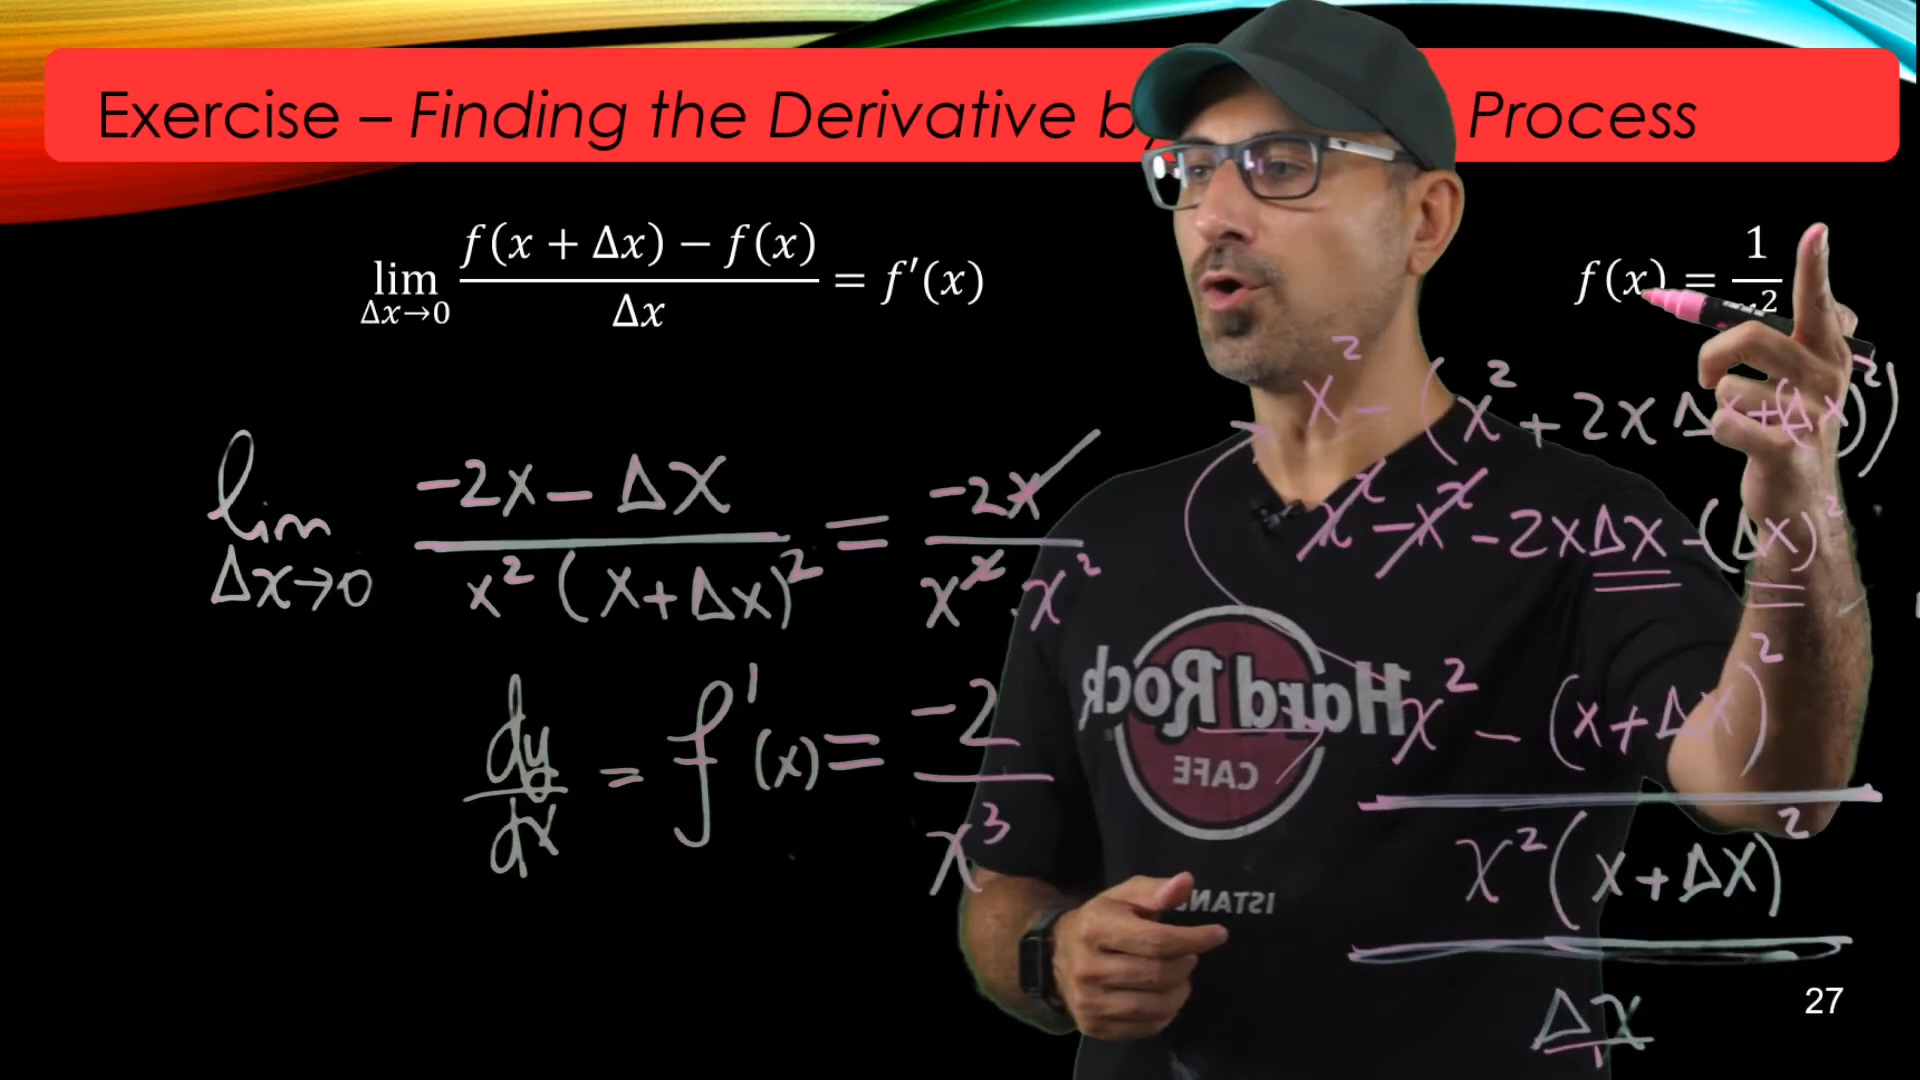 Exercise – Finding the Derivative b Process
lim Δx→0 f(x + Δx) − f(x) / Δx = f′(x)
f(x) = 1 / x²
x² − (x² + 2xΔx + (Δx)²)
x² − x² − 2xΔx − (Δx)²
lim Δx→0 −2x − Δx / x² (x+Δx)² = −2x / x² · x²
x² − (x+Δx)² / x² (x+Δx)² / Δx
dy/dx = f′(x) = −2 / x³
Hard Rock
CAFE
ISTAN
27